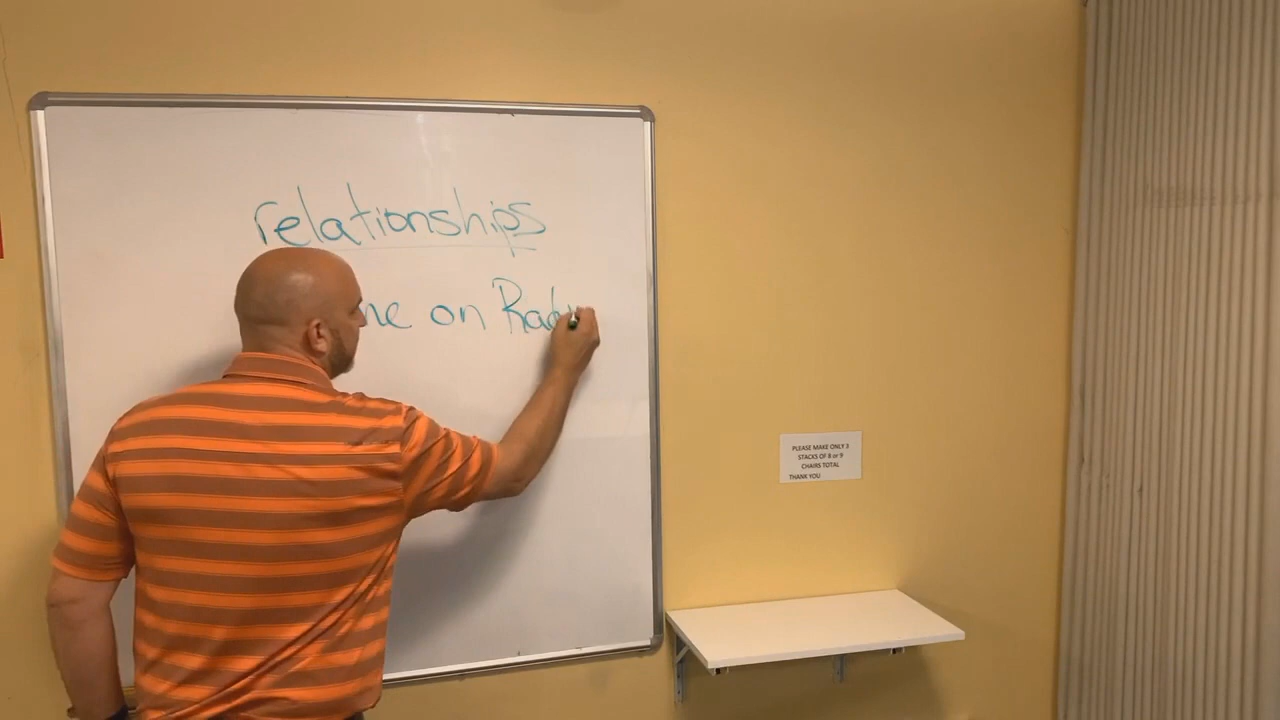 relationships
on
PLEASE MAKE ONLY 3
STACKS OF 8 or 9
CHAIRS TOTAL
THANK YOU